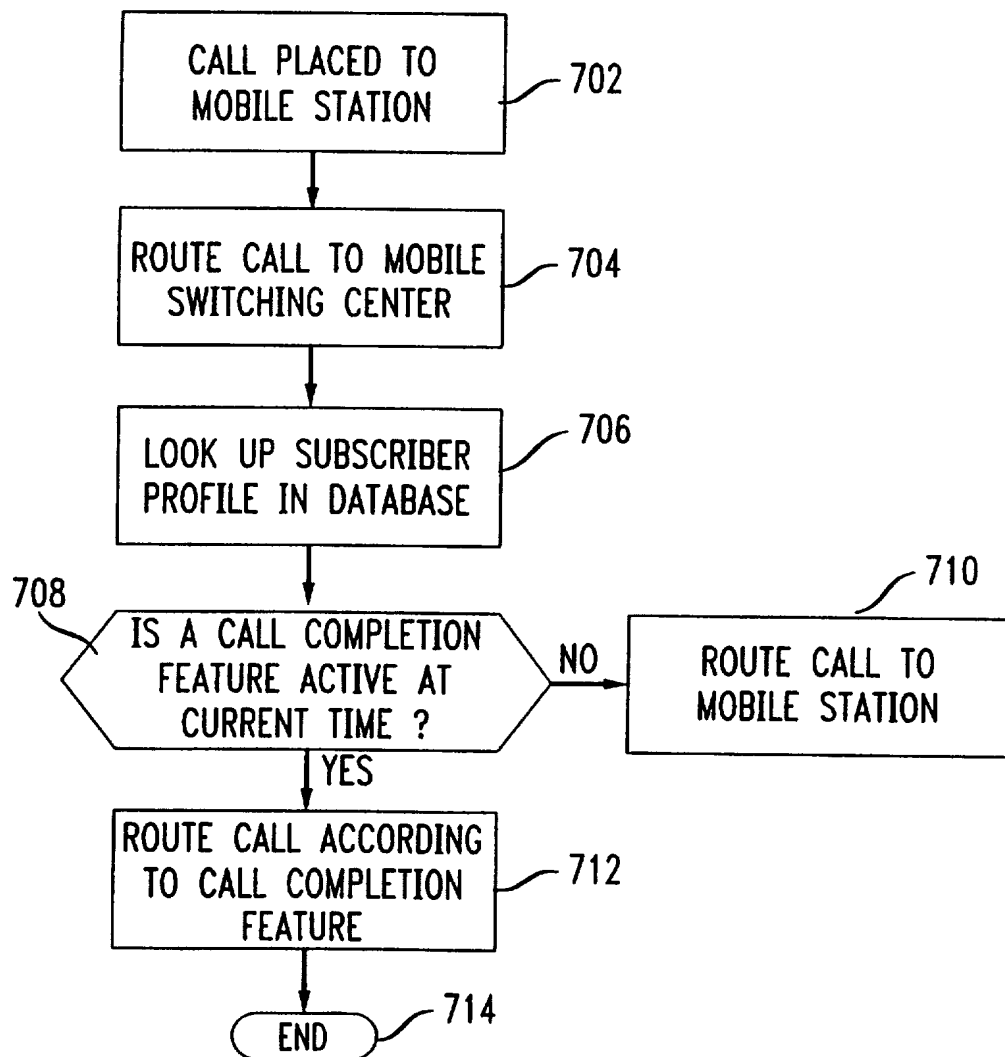 CALL PLACED TO
MOBILE STATION
702
ROUTE CALL TO MOBILE
SWITCHING CENTER
704
LOOK UP SUBSCRIBER
PROFILE IN DATABASE
706
708
IS A CALL COMPLETION
FEATURE ACTIVE AT
CURRENT TIME ?
NO
710
ROUTE CALL TO
MOBILE STATION
YES
ROUTE CALL ACCORDING
TO CALL COMPLETION
FEATURE
712
END
714